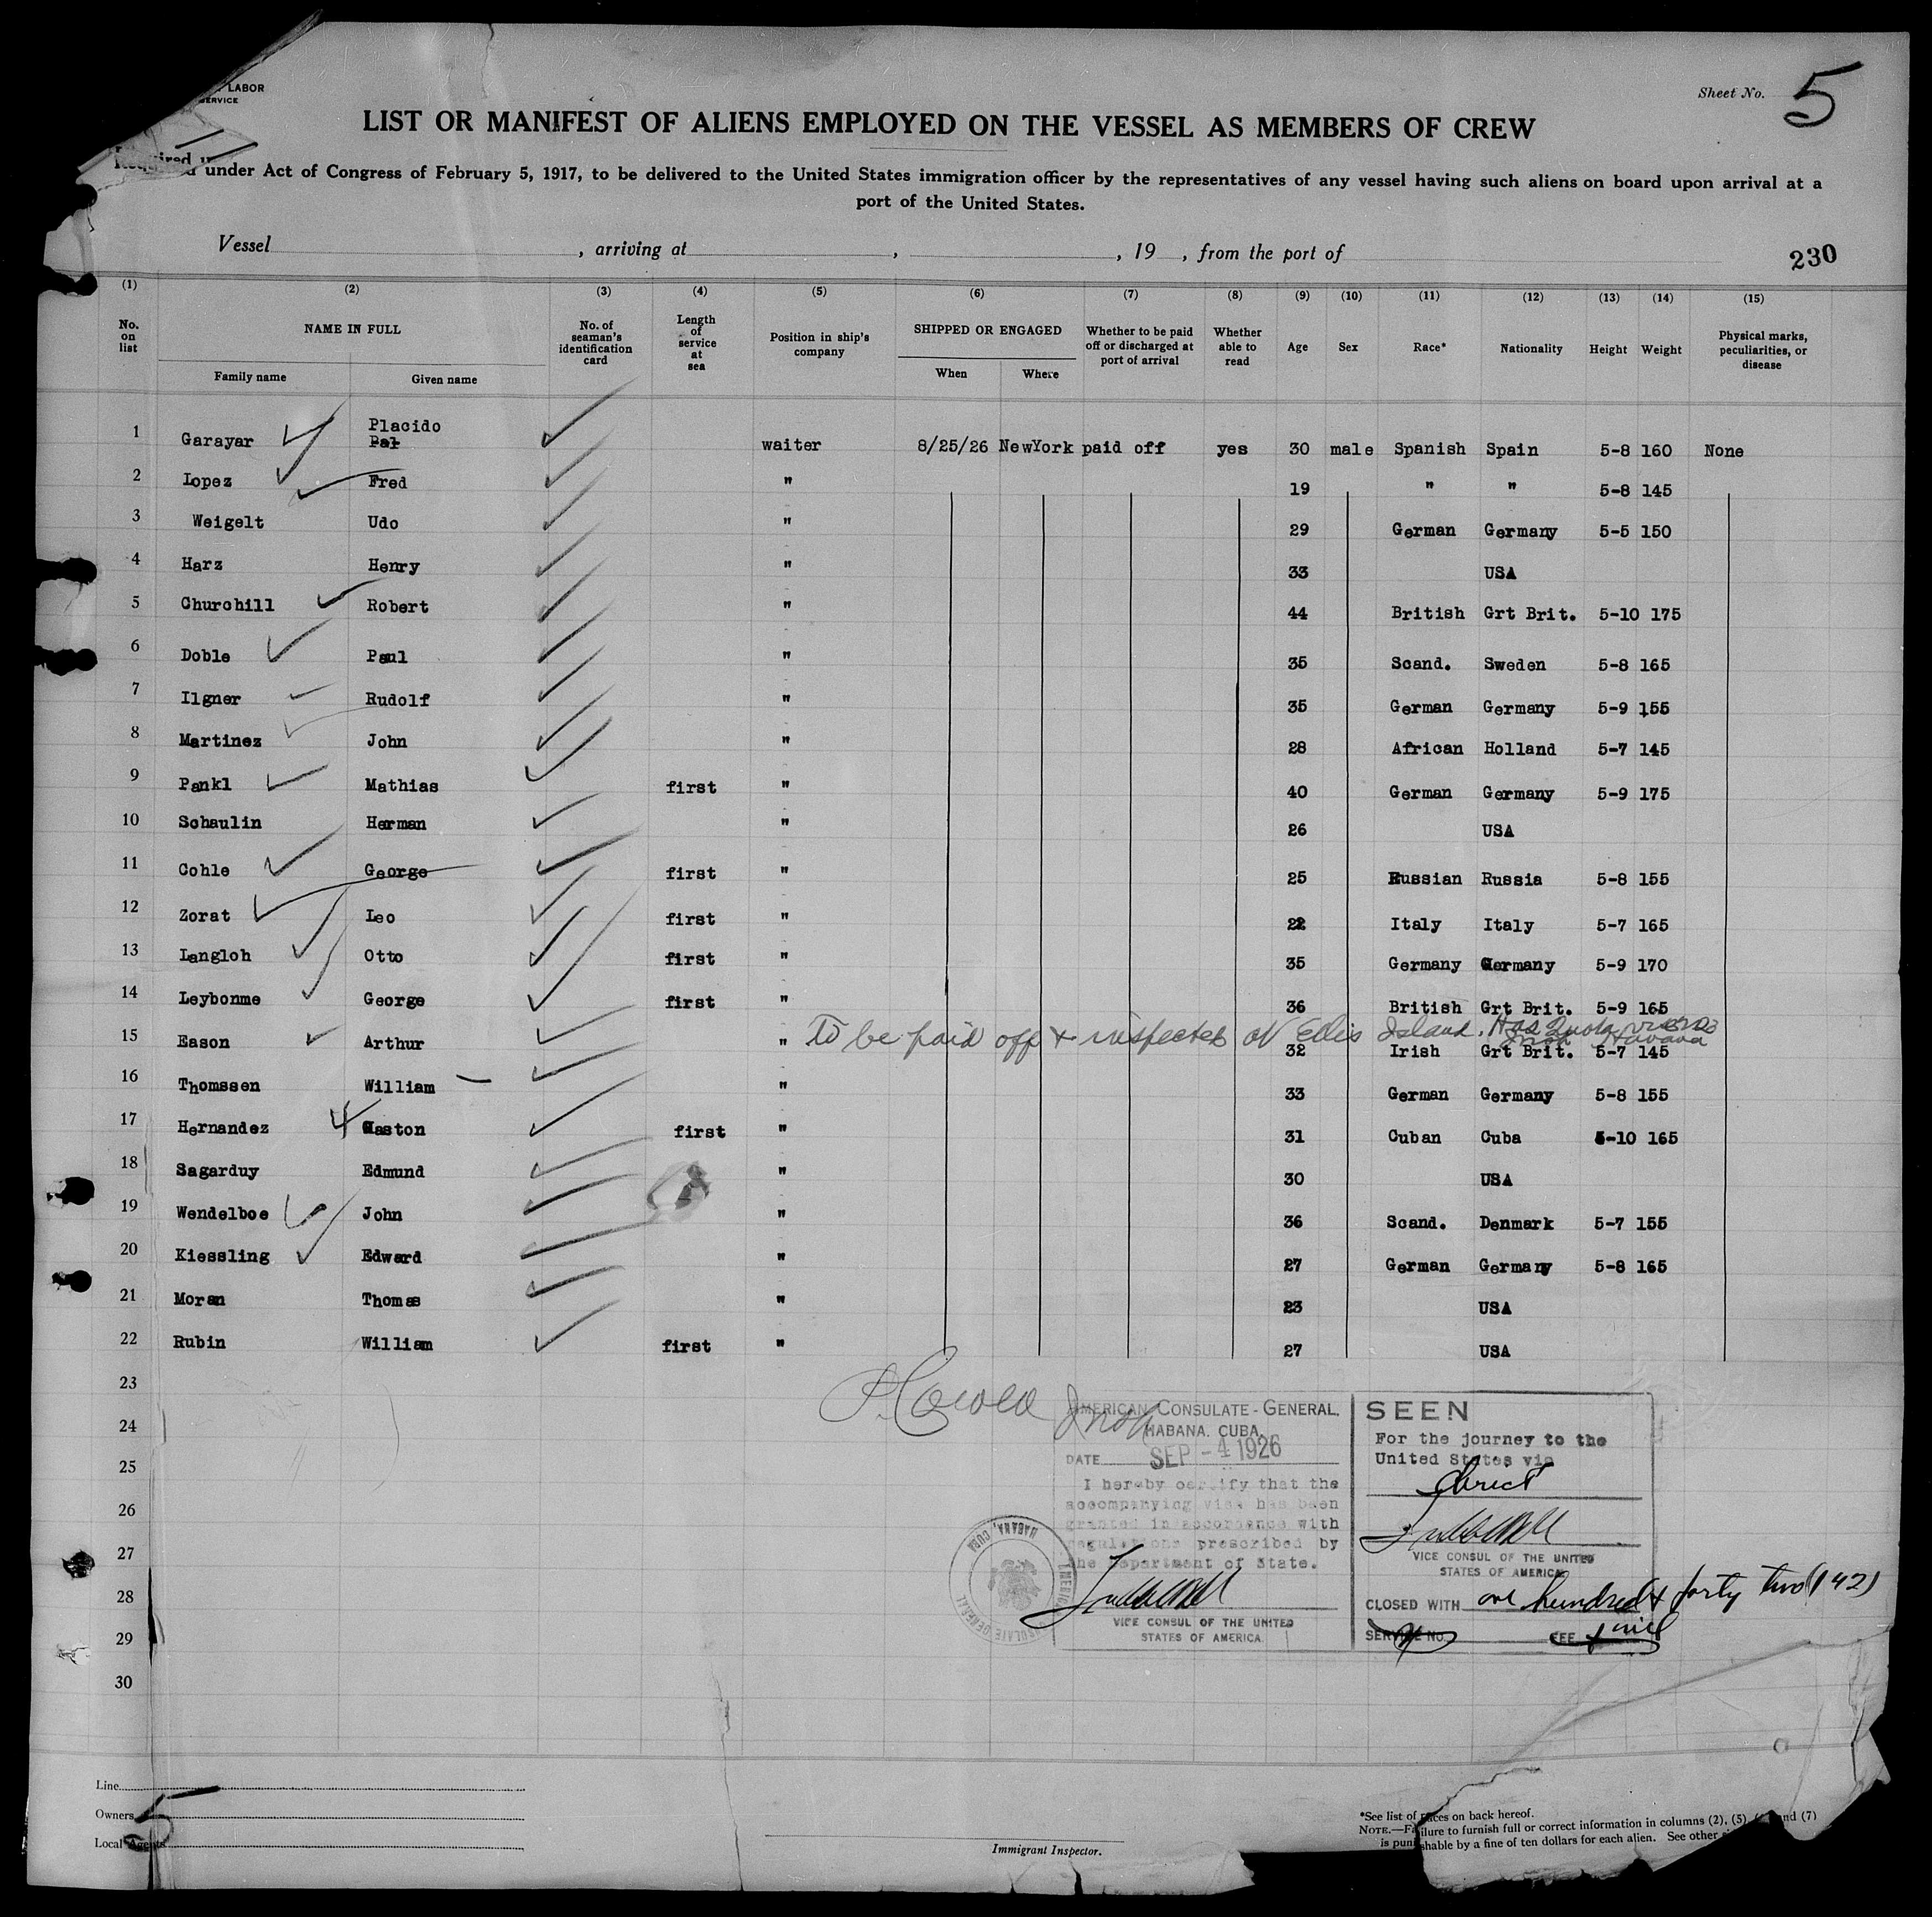 LABOR
SERVICE
Sheet No. 5
LIST OR MANIFEST OF ALIENS EMPLOYED ON THE VESSEL AS MEMBERS OF CREW
under Act of Congress of February 5, 1917, to be delivered to the United States immigration officer by the representatives of any vessel having such aliens on board upon arrival at a
port of the United States.
Vessel , arriving at , , 19 , from the port of
230
(1) (2) (3) (4) (5) (6) (7) (8) (9) (10) (11) (12) (13) (14) (15)
No. on list NAME IN FULL No. of seaman's identification card Length of service at sea Position in ship's company SHIPPED OR ENGAGED Whether to be paid off or discharged at port of arrival Whether able to read Age Sex Race* Nationality Height Weight Physical marks, peculiarities, or disease
Family name Given name When Where
1 Garayar Placido Pal waiter 8/25/26 NewYork paid off yes 30 male Spanish Spain 5-8 160 None
2 Lopez Fred " 19 " " 5-8 145
3 Weigelt Udo " 29 German Germany 5-5 150
4 Harz Henry " 33 USA
5 Churchill Robert " 44 British Grt Brit. 5-10 175
6 Doble Paul " 35 Scand. Sweden 5-8 165
7 Ilgner Rudolf " 35 German Germany 5-9 155
8 Martinez John " 28 African Holland 5-7 145
9 Pankl Mathias first " 40 German Germany 5-9 175
10 Schaulin Herman " 26 USA
11 Cohle George first " 25 Russian Russia 5-8 155
12 Zorat Leo first " 22 Italy Italy 5-7 165
13 Langloh Otto first " 35 Germany Germany 5-9 170
14 Leybonme George first " 36 British Grt Brit. 5-9 165
To be paid off & inspected at Ellis Island. Has Quota Havana
15 Eason Arthur " 32 Irish Grt Brit. 5-7 145
16 Thomssen William " 33 German Germany 5-8 155
17 Hernandez Gaston first " 31 Cuban Cuba 5-10 165
18 Sagarduy Edmund " 30 USA
19 Wendelboe John " 36 Scand. Denmark 5-7 155
20 Kiessling Edward " 27 German Germany 5-8 165
21 Moran Thomas " 23 USA
22 Rubin William first " 27 USA
23
24
25
26
27
28
29
30
AMERICAN CONSULATE-GENERAL,
HABANA, CUBA.
DATE SEP -4 1926
I hereby certify that the
accompanying visa has been
granted in accordance with
regulations prescribed by
the Department of State.
VICE CONSUL OF THE UNITED
STATES OF AMERICA
SEEN
For the journey to the
United States via
direct
VICE CONSUL OF THE UNITED
STATES OF AMERICA
CLOSED WITH one hundred & forty two (142)
SERVICE NO. FEE
HABANA, CUBA
Line
Owners
Local Agents
5
Immigrant Inspector.
*See list of races on back hereof.
NOTE.—Failure to furnish full or correct information in columns (2), (5), and (7)
is punishable by a fine of ten dollars for each alien. See other